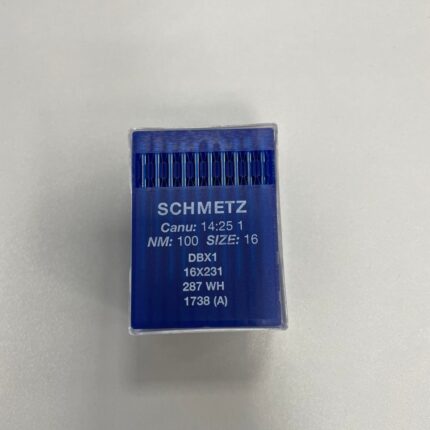 SCHMETZ
Canu: 14:25 1
NM: 100 SIZE: 16
DBX1
16X231
287 WH
1738 (A)